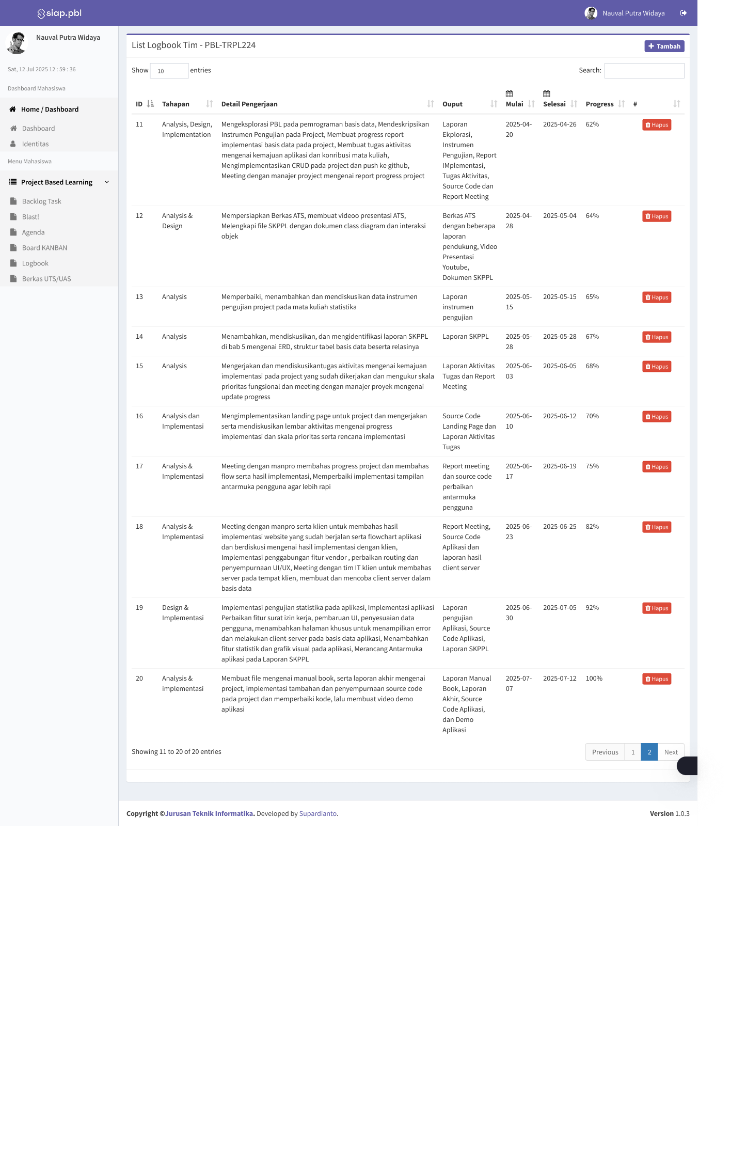 slap.pbl
Nauval Putra Widaya
Nauval Putra Widaya
Sat, 12 Jul 2025 12 : 59 : 36
Dashboard Mahasiswa
Home / Dashboard
Dashboard
Identitas
Menu Mahasiswa
Project Based Learning
Backlog Task
Blast!
Agenda
Board KANBAN
Logbook
Berkas UTS/UAS
List Logbook Tim - PBL-TRPL224
Tambah
Show 10 entries
Search:
ID Tahapan Detail Pengerjaan Ouput Mulai Selesai Progress #
11 Analysis, Design, Mengeksplorasi PBL pada pemrograman basis data, Mendeskripsikan Laporan 2025-04- 2025-04-26 62% Hapus
Implementation Instrumen Pengujian pada Project, Membuat progress report Ekplorasi, 20
implementasi basis data pada project, Membuat tugas aktivitas Instrumen
mengenai kemajuan aplikasi dan konribusi mata kuliah, Pengujian, Report
Mengimplementasikan CRUD pada project dan push ke github, IMplementasi,
Meeting dengan manajer proyject mengenai report progress project Tugas Aktivitas,
Source Code dan
Report Meeting
12 Analysis & Mempersiapkan Berkas ATS, membuat videoo presentasi ATS, Berkas ATS 2025-04- 2025-05-04 64% Hapus
Design Melengkapi file SKPPL dengan dokumen class diagram dan interaksi dengan beberapa 28
objek laporan
pendukung, Video
Presentasi
Youtube,
Dokumen SKPPL
13 Analysis Memperbaiki, menambahkan dan mendiskusikan data instrumen Laporan 2025-05- 2025-05-15 65% Hapus
pengujian project pada mata kuliah statistika instrumen 15
pengujian
14 Analysis Menambahkan, mendiskusikan, dan mengidentifikasi laporan SKPPL Laporan SKPPL 2025-05- 2025-05-28 67% Hapus
di bab 5 mengenai ERD, struktur tabel basis data beserta relasinya 28
15 Analysis Mengerjakan dan mendiskusikantugas aktivitas mengenai kemajuan Laporan Aktivitas 2025-06- 2025-06-05 68% Hapus
implementasi pada project yang sudah dikerjakan dan mengukur skala Tugas dan Report 03
prioritas fungsional dan meeting dengan manajer proyek mengenai Meeting
update progress
16 Analysis dan Mengimplementasikan landing page untuk project dan mengerjakan Source Code 2025-06- 2025-06-12 70% Hapus
Implementasi serta mendiskusikan lembar aktivitas mengenai progress Landing Page dan 10
implementasi dan skala prioritas serta rencana implementasi Laporan Aktivitas
Tugas
17 Analysis & Meeting dengan manpro membahas progress project dan membahas Report meeting 2025-06- 2025-06-19 75% Hapus
Implementasi flow serta hasil implementasi, Memperbaiki implementasi tampilan dan source code 17
antarmuka pengguna agar lebih rapi perbaikan
antarmuka
pengguna
18 Analysis & Meeting dengan manpro serta klien untuk membahas hasil Report Meeting, 2025-06- 2025-06-25 82% Hapus
Implementasi implementasi website yang sudah berjalan serta flowchart aplikasi Source Code 23
dan berdiskusi mengenai hasil implementasi dengan klien, Aplikasi dan
Implementasi penggabungan fitur vendor , perbaikan routing dan laporan hasil
penyempurnaan UI/UX, Meeting dengan tim IT klien untuk membahas client server
server pada tempat klien, membuat dan mencoba client server dalam
basis data
19 Design & Implementasi pengujian statistika pada aplikasi, Implementasi aplikasi Laporan 2025-06- 2025-07-05 92% Hapus
Implementasi Perbaikan fitur surat izin kerja, pembaruan UI, penyesuaian data pengujian 30
pengguna, menambahkan halaman khusus untuk menampilkan error Aplikasi, Source
dan melakukan client server pada basis data aplikasi, Menambahkan Code Aplikasi,
fitur statistik dan grafik visual pada aplikasi, Merancang Antarmuka Laporan SKPPL
aplikasi pada Laporan SKPPL
20 Analysis & Membuat file mengenai manual book, serta laporan akhir mengenai Laporan Manual 2025-07- 2025-07-12 100% Hapus
Implementasi project, Implementasi tambahan dan penyempurnaan source code Book, Laporan 07
pada project dan memperbaiki kode, lalu membuat video demo Akhir, Source
aplikasi Code Aplikasi,
dan Demo
Aplikasi
Showing 11 to 20 of 20 entries
Previous 1 2 Next
Copyright ©Jurusan Teknik Informatika. Developed by Supardianto.
Version 1.0.3